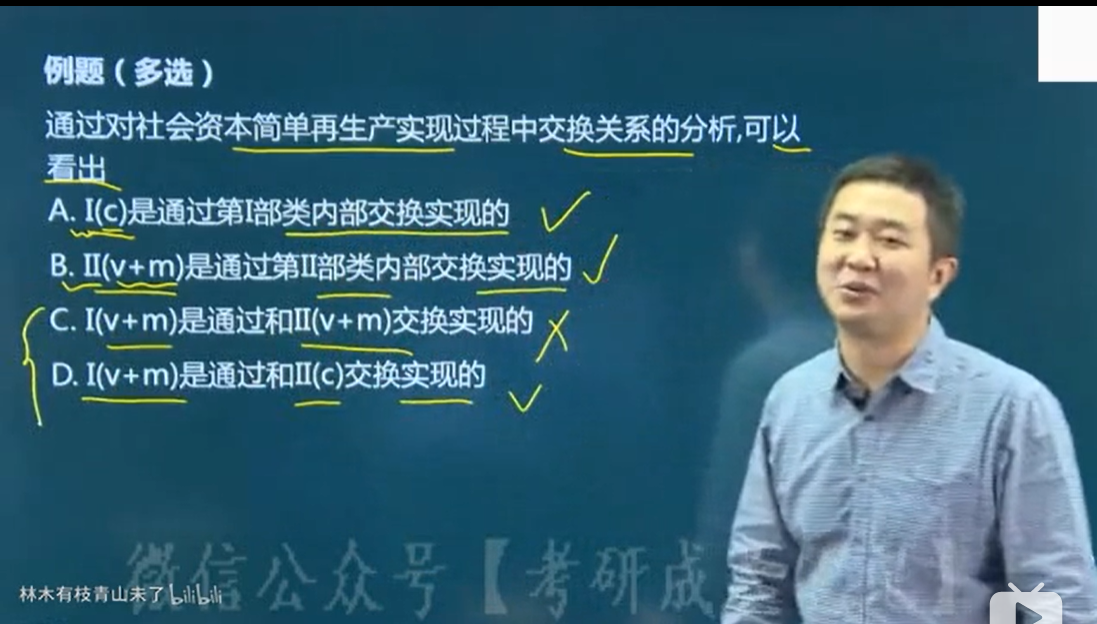 例题（多选）
通过对社会资本简单再生产实现过程中交换关系的分析,可以
看出
A. I(c)是通过第I部类内部交换实现的
B. II(v+m)是通过第II部类内部交换实现的
C. I(v+m)是通过和II(v+m)交换实现的
D. I(v+m)是通过和II(c)交换实现的
微信公众号【考研成
林木有枝青山未了 bilibili